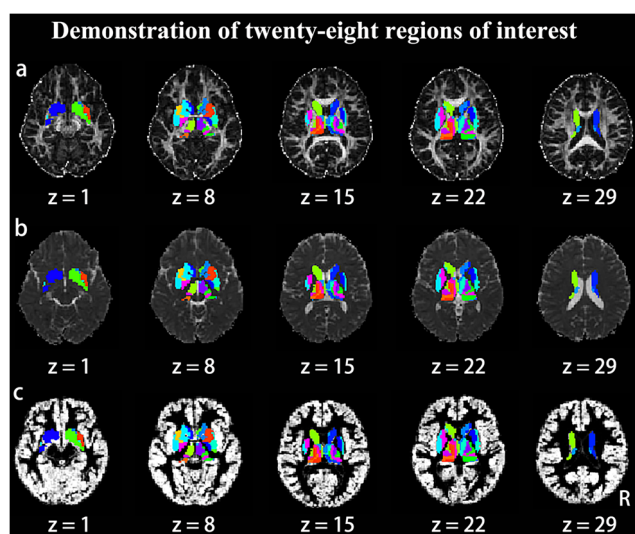 Demonstration of twenty-eight regions of interest
a
z = 1 z = 8 z = 15 z = 22 z = 29
b
z = 1 z = 8 z = 15 z = 22 z = 29
c
R
z = 1 z = 8 z = 15 z = 22 z = 29